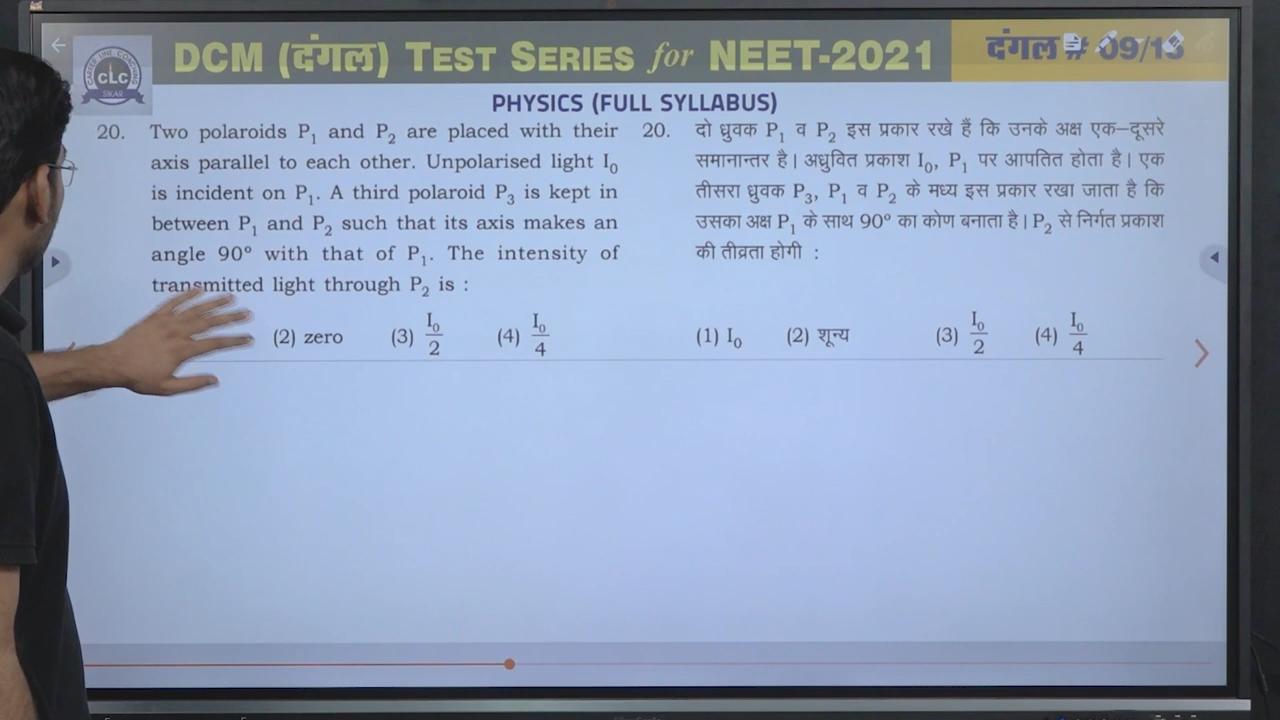 DCM (दंगल) TEST SERIES for NEET-2021
दंगल # 09/13
CAREER LINE COACHING
CLC
SIKAR
PHYSICS (FULL SYLLABUS)
20. Two polaroids P₁ and P₂ are placed with their
axis parallel to each other. Unpolarised light I₀
is incident on P₁. A third polaroid P₃ is kept in
between P₁ and P₂ such that its axis makes an
angle 90° with that of P₁. The intensity of
transmitted light through P₂ is :
(2) zero (3) I₀/2 (4) I₀/4
20. दो ध्रुवक P₁ व P₂ इस प्रकार रखे हैं कि उनके अक्ष एक–दूसरे
समानान्तर है। अध्रुवित प्रकाश I₀, P₁ पर आपतित होता है। एक
तीसरा ध्रुवक P₃, P₁ व P₂ के मध्य इस प्रकार रखा जाता है कि
उसका अक्ष P₁ के साथ 90° का कोण बनाता है। P₂ से निर्गत प्रकाश
की तीव्रता होगी :
(1) I₀ (2) शून्य (3) I₀/2 (4) I₀/4